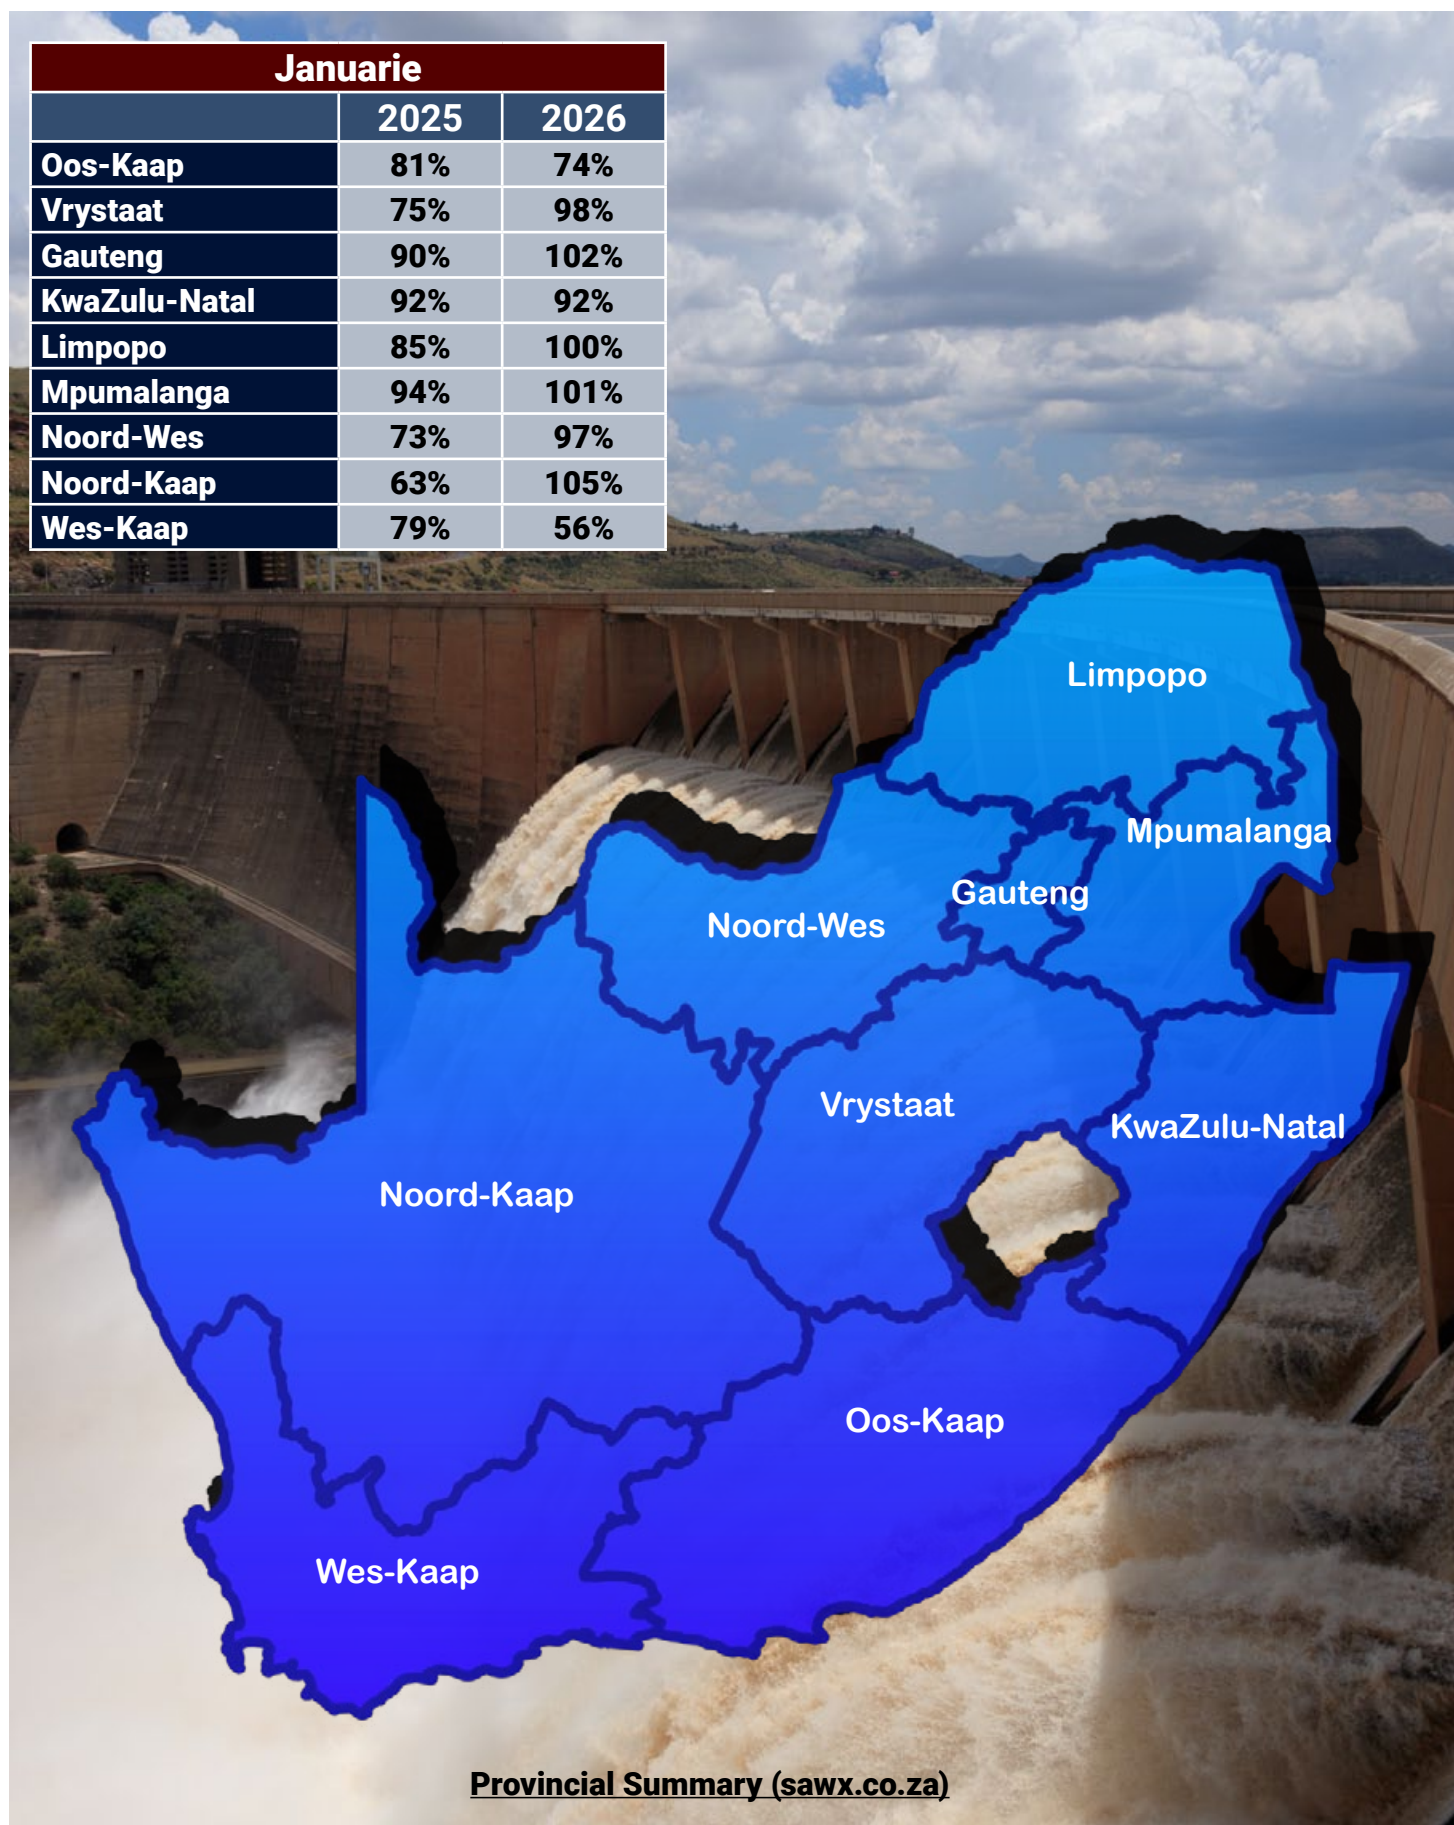 Januarie
2025 2026
Oos-Kaap 81% 74%
Vrystaat 75% 98%
Gauteng 90% 102%
KwaZulu-Natal 92% 92%
Limpopo 85% 100%
Mpumalanga 94% 101%
Noord-Wes 73% 97%
Noord-Kaap 63% 105%
Wes-Kaap 79% 56%
Limpopo
Mpumalanga
Gauteng
Noord-Wes
Vrystaat
KwaZulu-Natal
Noord-Kaap
Oos-Kaap
Wes-Kaap
Provincial Summary (sawx.co.za)